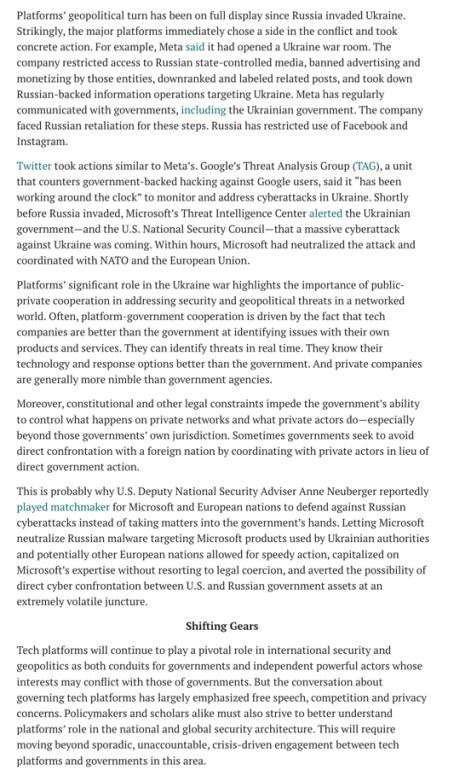 Platforms' geopolitical turn has been on full display since Russia invaded Ukraine.
Strikingly, the major platforms immediately chose a side in the conflict and took
concrete action. For example, Meta said it had opened a Ukraine war room. The
company restricted access to Russian state-controlled media, banned advertising and
monetizing by those entities, downranked and labeled related posts, and took down
Russian-backed information operations targeting Ukraine. Meta has regularly
communicated with governments, including the Ukrainian government. The company
faced Russian retaliation for these steps. Russia has restricted use of Facebook and
Instagram.
Twitter took actions similar to Meta's. Google's Threat Analysis Group (TAG), a unit
that counters government-backed hacking against Google users, said it "has been
working around the clock" to monitor and address cyberattacks in Ukraine. Shortly
before Russia invaded, Microsoft's Threat Intelligence Center alerted the Ukrainian
government—and the U.S. National Security Council—that a massive cyberattack
against Ukraine was coming. Within hours, Microsoft had neutralized the attack and
coordinated with NATO and the European Union.
Platforms' significant role in the Ukraine war highlights the importance of public-
private cooperation in addressing security and geopolitical threats in a networked
world. Often, platform-government cooperation is driven by the fact that tech
companies are better than the government at identifying issues with their own
products and services. They can identify threats in real time. They know their
technology and response options better than the government. And private companies
are generally more nimble than government agencies.
Moreover, constitutional and other legal constraints impede the government's ability
to control what happens on private networks and what private actors do—especially
beyond those governments' own jurisdiction. Sometimes governments seek to avoid
direct confrontation with a foreign nation by coordinating with private actors in lieu of
direct government action.
This is probably why U.S. Deputy National Security Adviser Anne Neuberger reportedly
played matchmaker for Microsoft and European nations to defend against Russian
cyberattacks instead of taking matters into the government's hands. Letting Microsoft
neutralize Russian malware targeting Microsoft products used by Ukrainian authorities
and potentially other European nations allowed for speedy action, capitalized on
Microsoft's expertise without resorting to legal coercion, and averted the possibility of
direct cyber confrontation between U.S. and Russian government assets at an
extremely volatile juncture.
Shifting Gears
Tech platforms will continue to play a pivotal role in international security and
geopolitics as both conduits for governments and independent powerful actors whose
interests may conflict with those of governments. But the conversation about
governing tech platforms has largely emphasized free speech, competition and privacy
concerns. Policymakers and scholars alike must also strive to better understand
platforms' role in the national and global security architecture. This will require
moving beyond sporadic, unaccountable, crisis-driven engagement between tech
platforms and governments in this area.